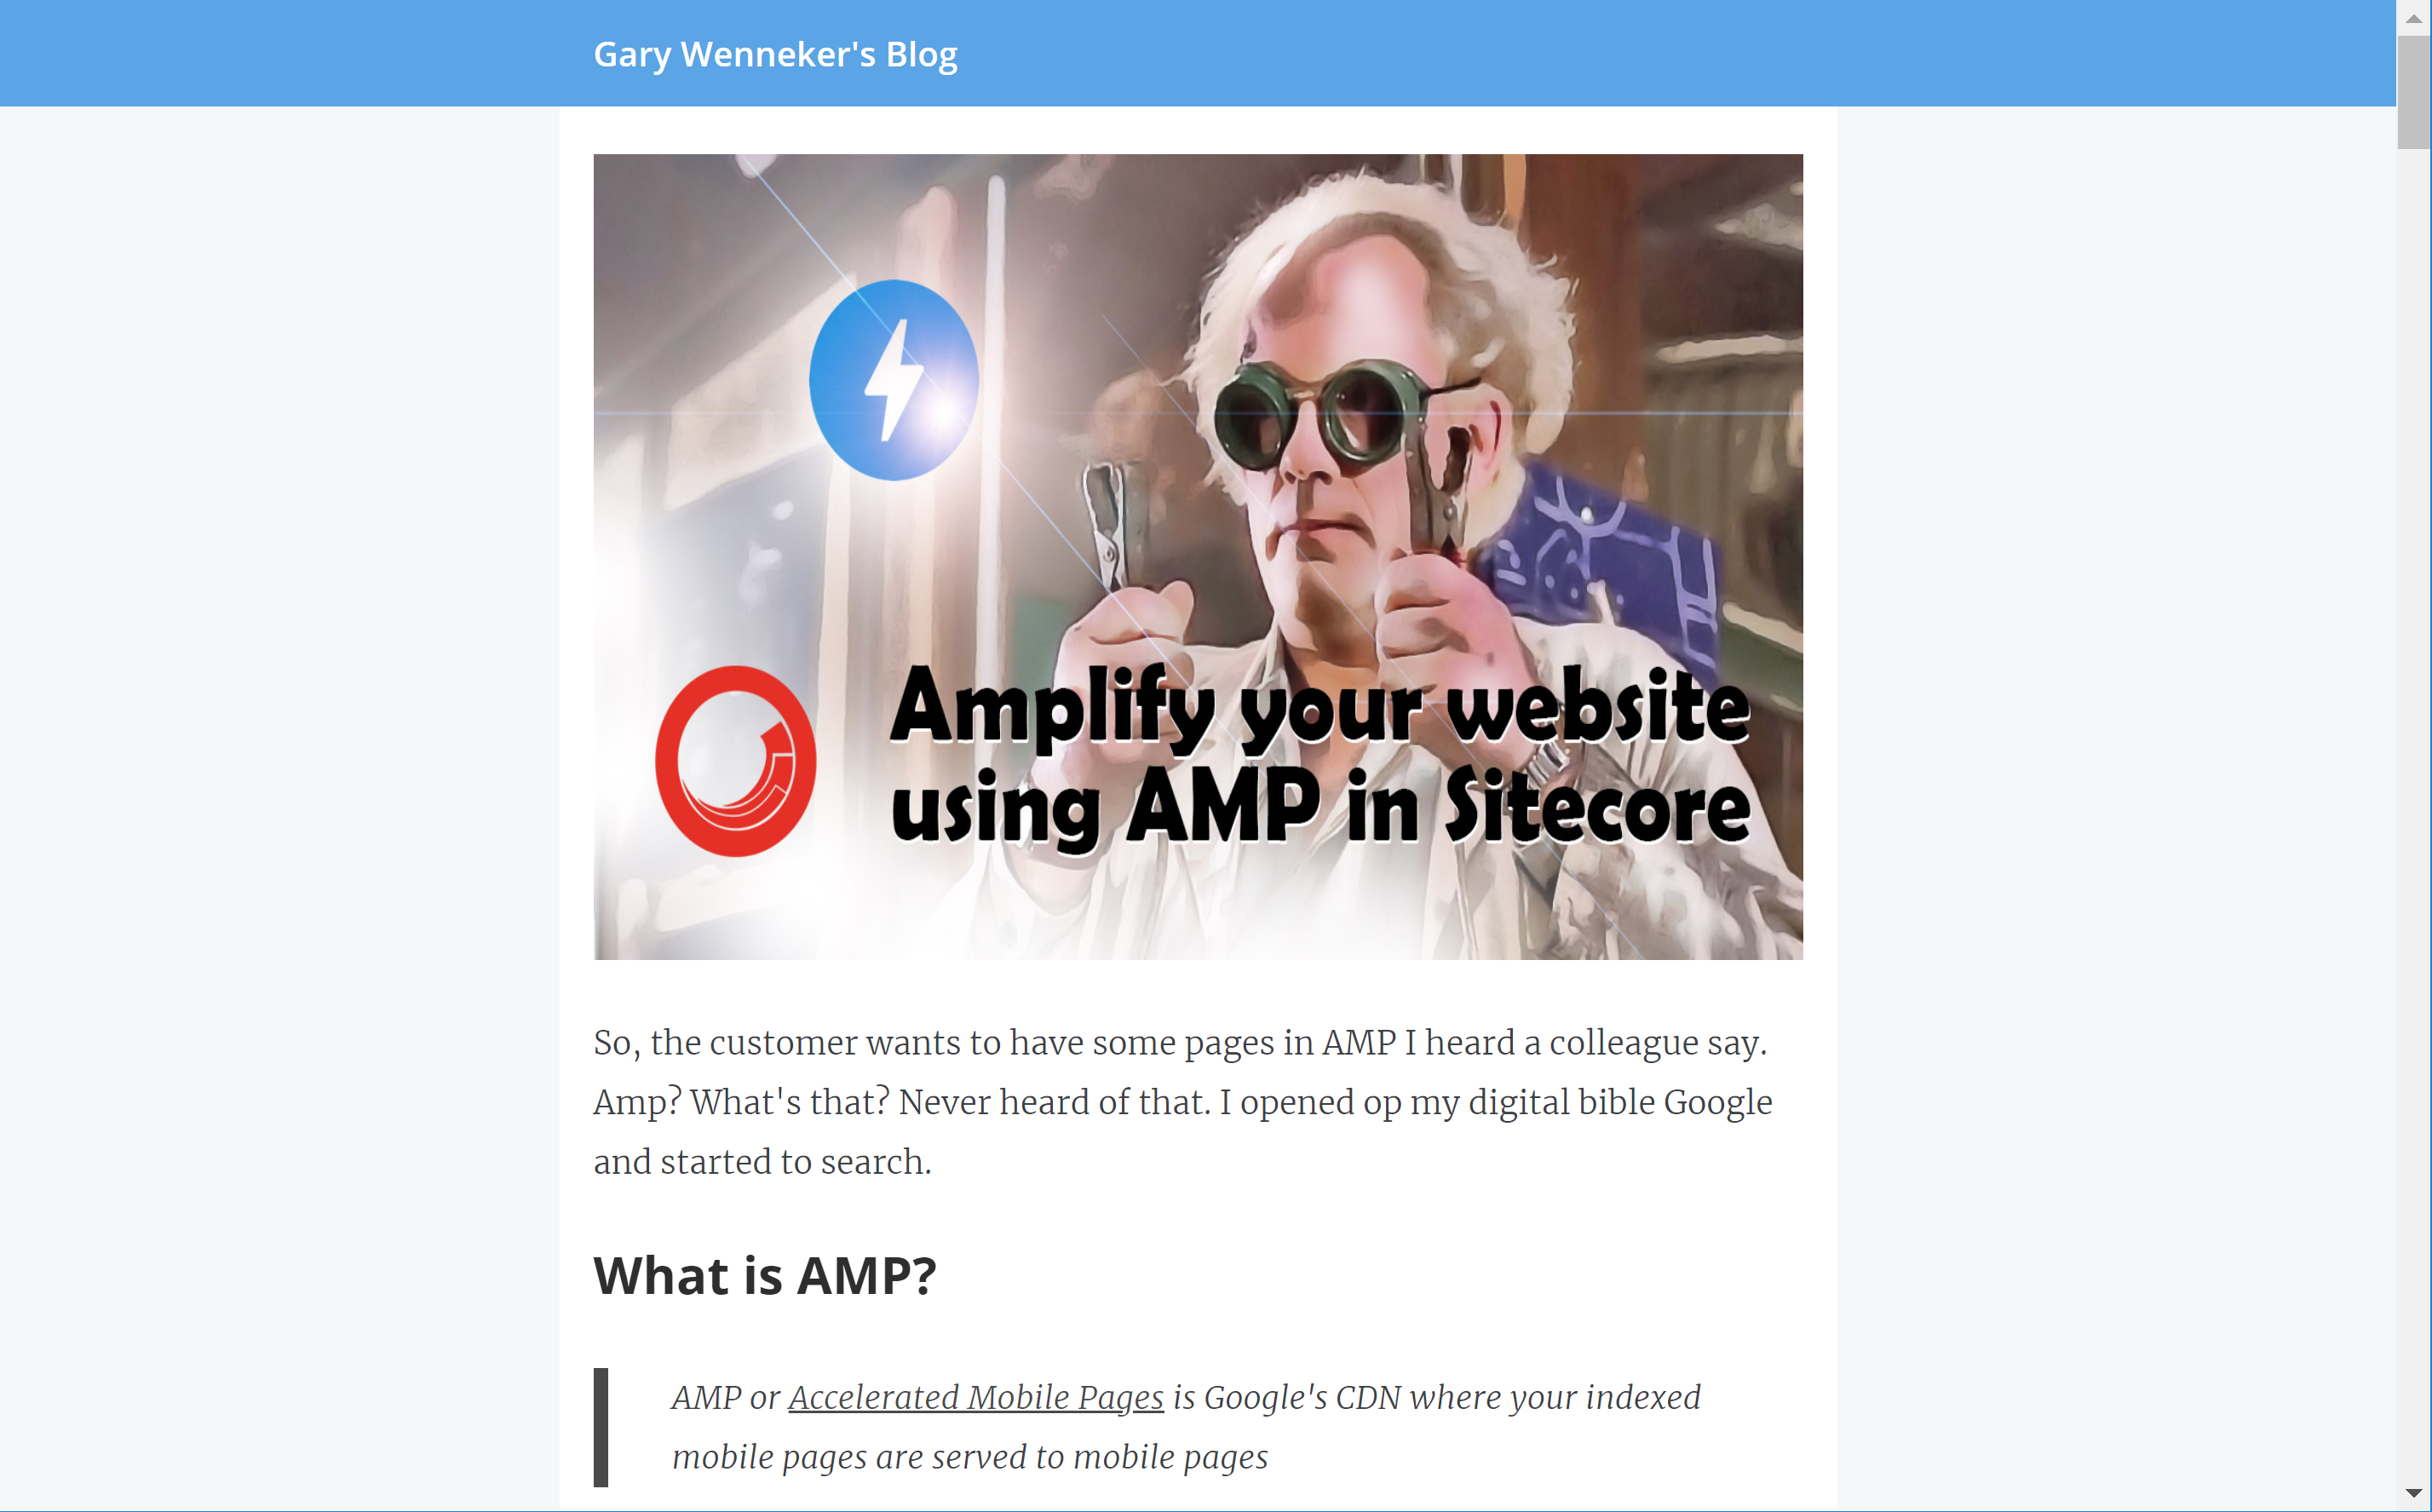 Gary Wenneker's Blog
Amplify your website
using AMP in Sitecore
So, the customer wants to have some pages in AMP I heard a colleague say.
Amp? What's that? Never heard of that. I opened op my digital bible Google
and started to search.
What is AMP?
AMP or Accelerated Mobile Pages is Google's CDN where your indexed
mobile pages are served to mobile pages